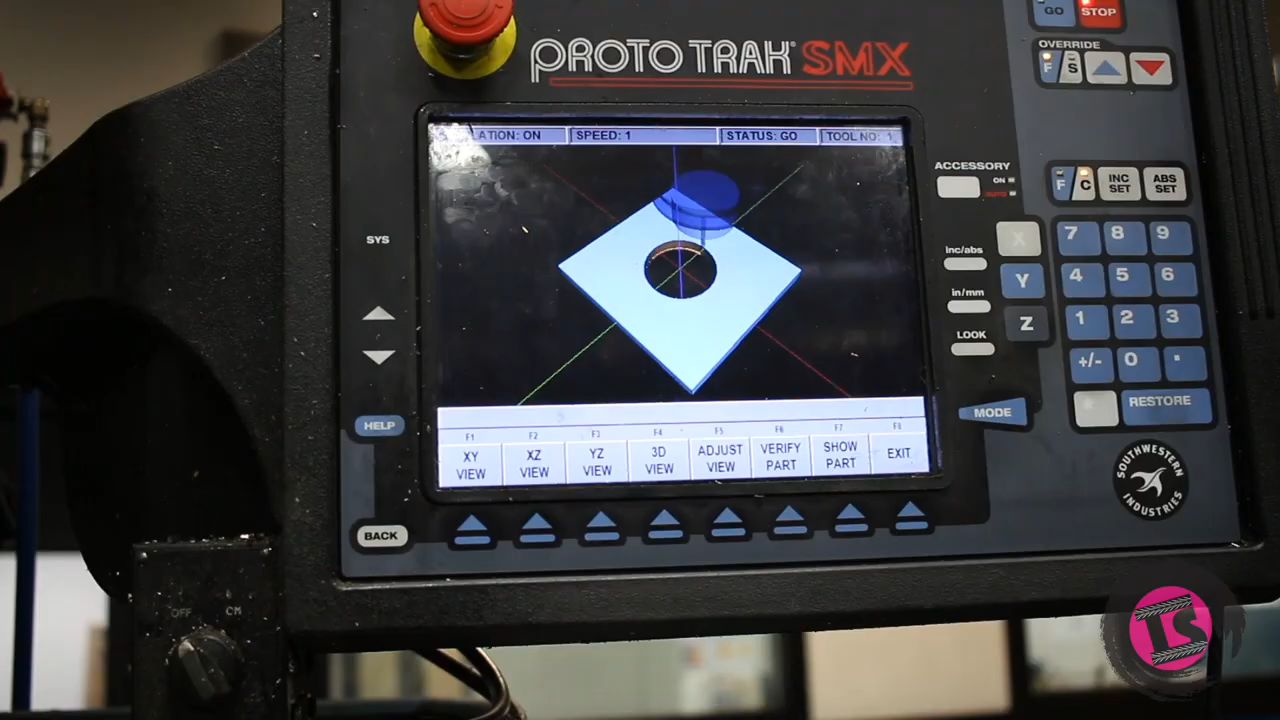 GO
STOP
PROTO TRAK® SMX
OVERRIDE
F S
LATION: ON
SPEED: 1
STATUS: GO
TOOL NO: 1
ACCESSORY
ON
AUTO
F C
INC SET
ABS SET
SYS
inc/abs
in/mm
LOOK
X
Y
Z
7 8 9
4 5 6
1 2 3
+/- 0 .
RESTORE
MODE
HELP
BACK
F1 F2 F3 F4 F5 F6 F7 F8
XY VIEW
XZ VIEW
YZ VIEW
3D VIEW
ADJUST VIEW
VERIFY PART
SHOW PART
EXIT
SOUTHWESTERN INDUSTRIES
OFF
CM